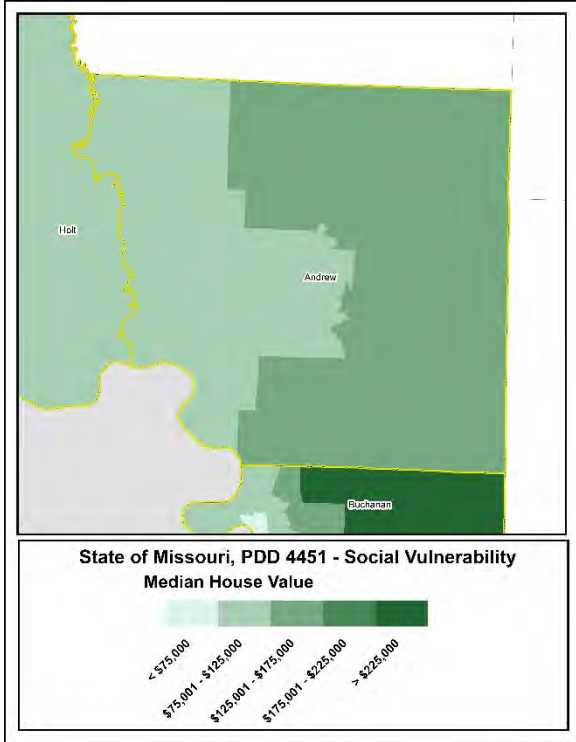 Holt
Andrew
Buchanan
State of Missouri, PDD 4451 - Social Vulnerability
Median House Value
< $75,000
$75,001 - $125,000
$125,001 - $175,000
$175,001 - $225,000
> $225,000